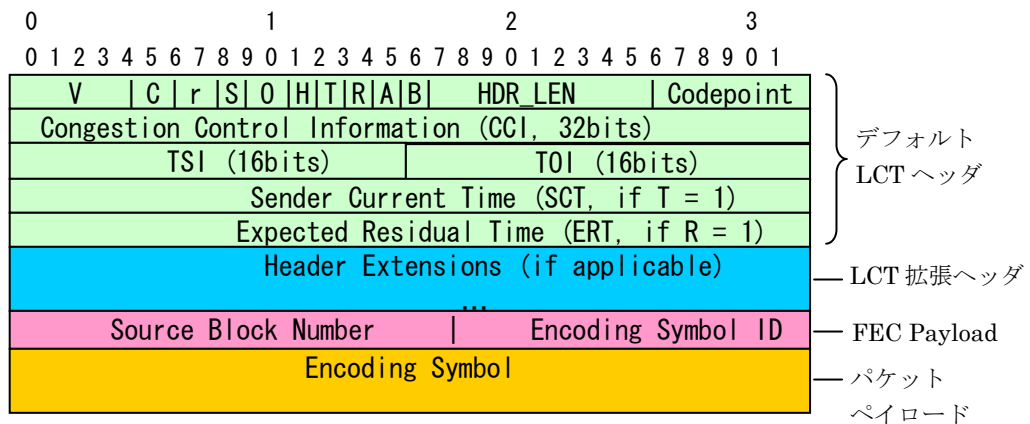 0 1 2 3
0 1 2 3 4 5 6 7 8 9 0 1 2 3 4 5 6 7 8 9 0 1 2 3 4 5 6 7 8 9 0 1
V | C | r |S| O |H|T|R|A|B| HDR_LEN | Codepoint
Congestion Control Information (CCI, 32bits)
TSI (16bits) TOI (16bits)
Sender Current Time (SCT, if T = 1)
Expected Residual Time (ERT, if R = 1)
デフォルト
LCT ヘッダ
Header Extensions (if applicable)
...
LCT 拡張ヘッダ
Source Block Number | Encoding Symbol ID
FEC Payload
Encoding Symbol
パケット
ペイロード